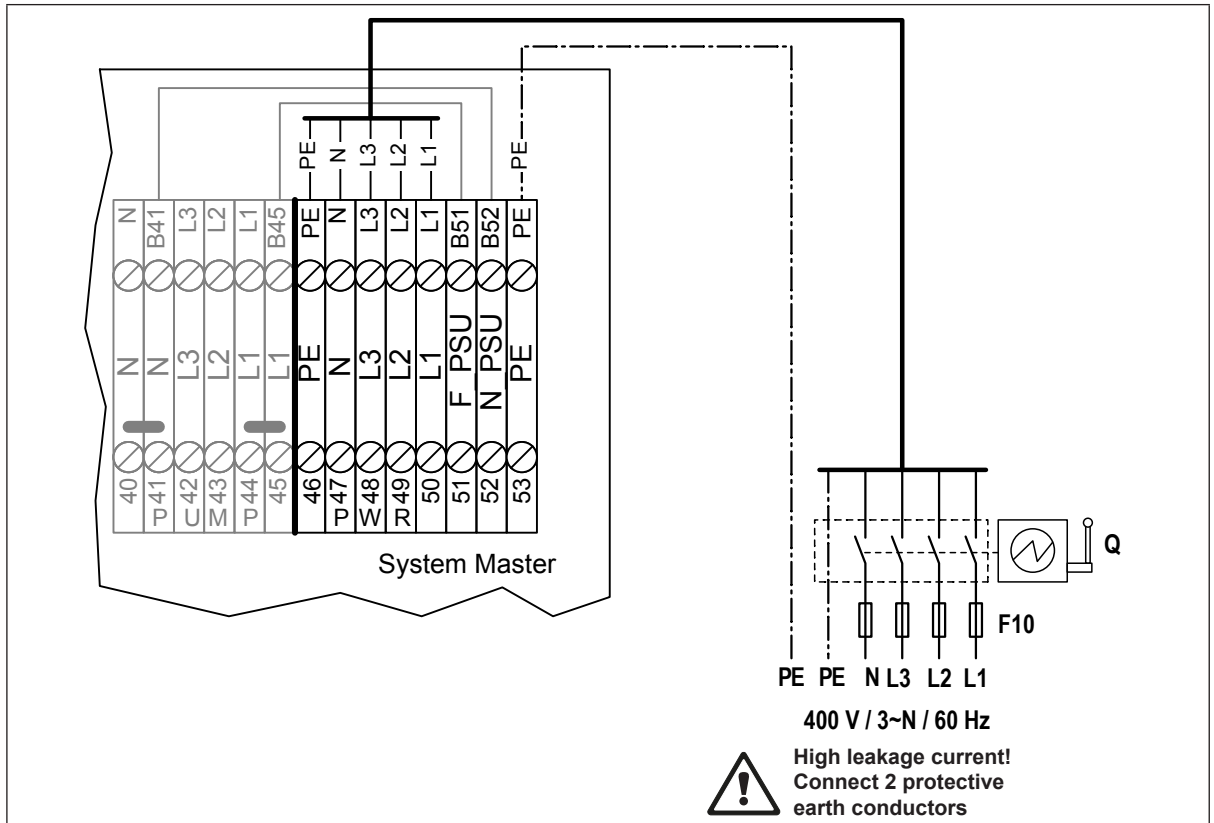 PE N L3 L2 L1 PE
N B41 L3 L2 L1 B45 PE N L3 L2 L1 B51 B52 PE
N N L3 L2 L1 L1 PE N L3 L2 L1 F_PSU N_PSU PE
40 41 42 43 44 45 46 47 48 49 50 51 52 53
P U M P P W R
System Master
Q
F10
PE PE N L3 L2 L1
400 V / 3~N / 60 Hz
High leakage current!
Connect 2 protective
earth conductors